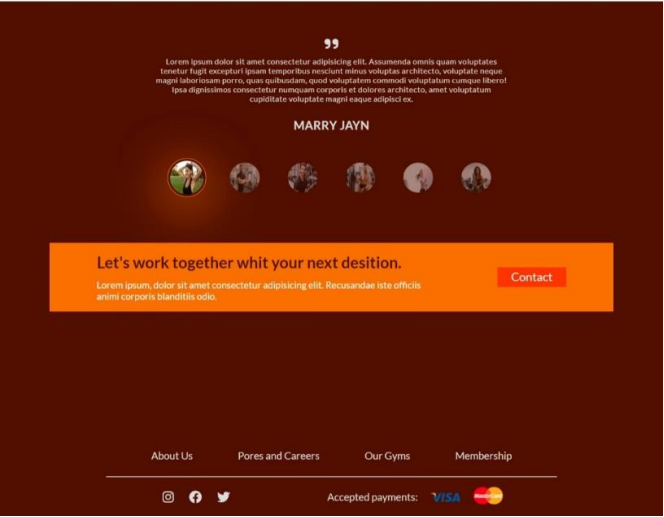 Lorem ipsum dolor sit amet consectetur adipisicing elit. Assumenda omnis quam voluptates
tenetur fugit excepturi ipsam temporibus nesciunt minus voluptas architecto, voluptate neque
magni laboriosam porro, quas quibusdam, quod voluptatem commodi voluptatum cumque libero!
Ipsa dignissimos consectetur numquam corporis et dolores architecto, amet voluptatum
cupiditate voluptate magni eaque adipisci ex.
MARRY JAYN
Let's work together whit your next desition.
Lorem ipsum, dolor sit amet consectetur adipisicing elit. Recusandae iste officiis
animi corporis blanditiis odio.
Contact
About Us Pores and Careers Our Gyms Membership
Accepted payments: VISA MasterCard